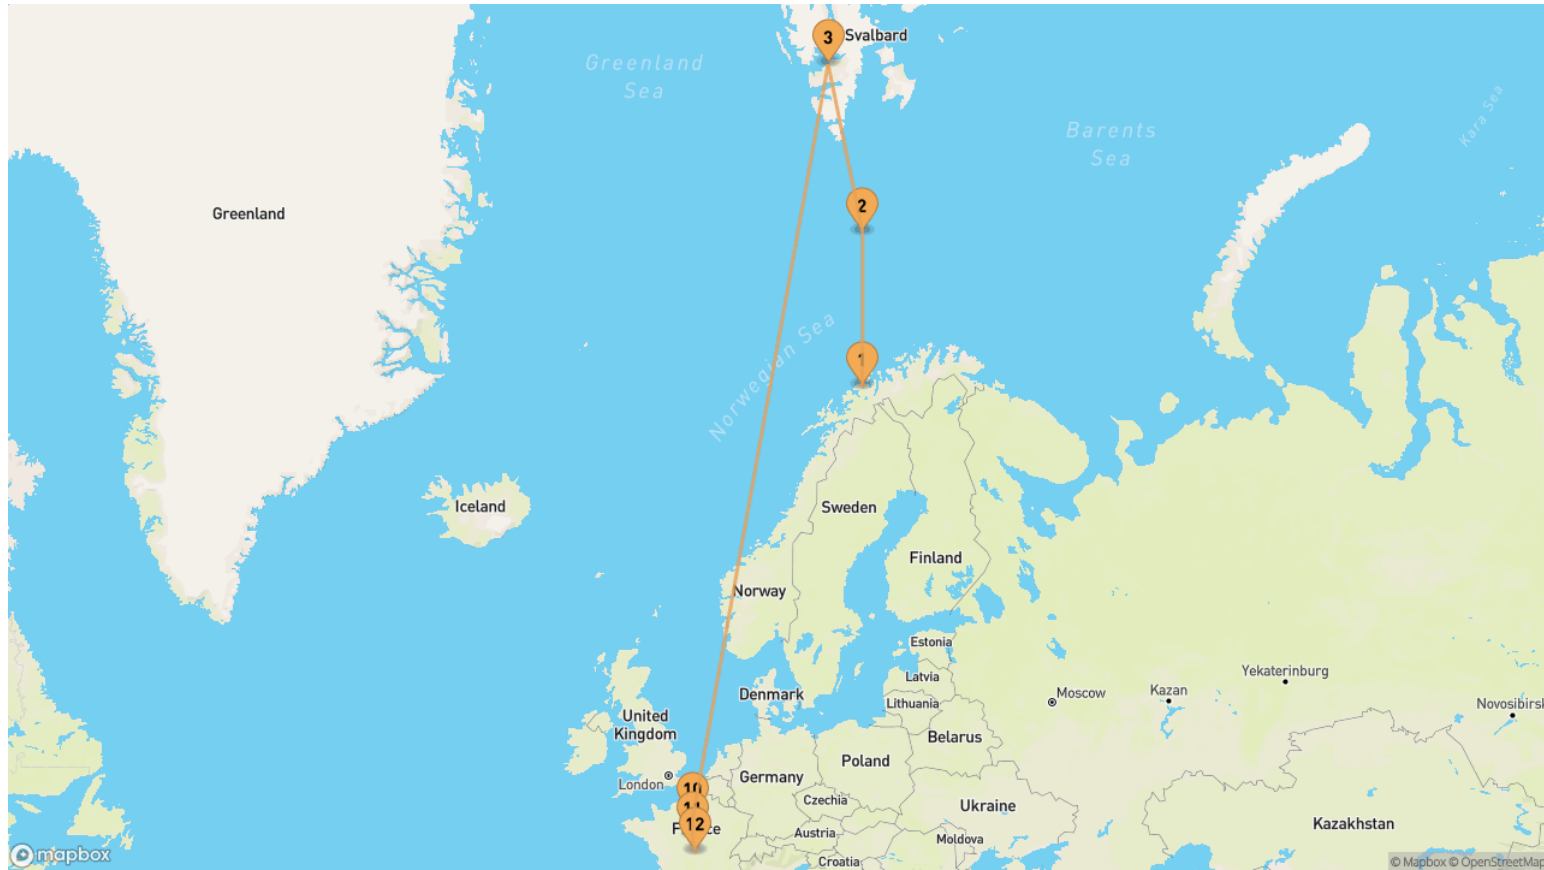 3
Svalbard
Greenland
Sea
Kara Sea
Barents
Sea
2
Greenland
Norwegian Sea
1
Iceland
Sweden
Finland
Norway
Estonia
Latvia
Lithuania
Yekaterinburg
Moscow
Kazan
Novosibirsk
Denmark
United
Kingdom
Belarus
Poland
Germany
London
10
11
12
Czechia
Ukraine
Kazakhstan
Austria
Moldova
Croatia
mapbox
© Mapbox © OpenStreetMap